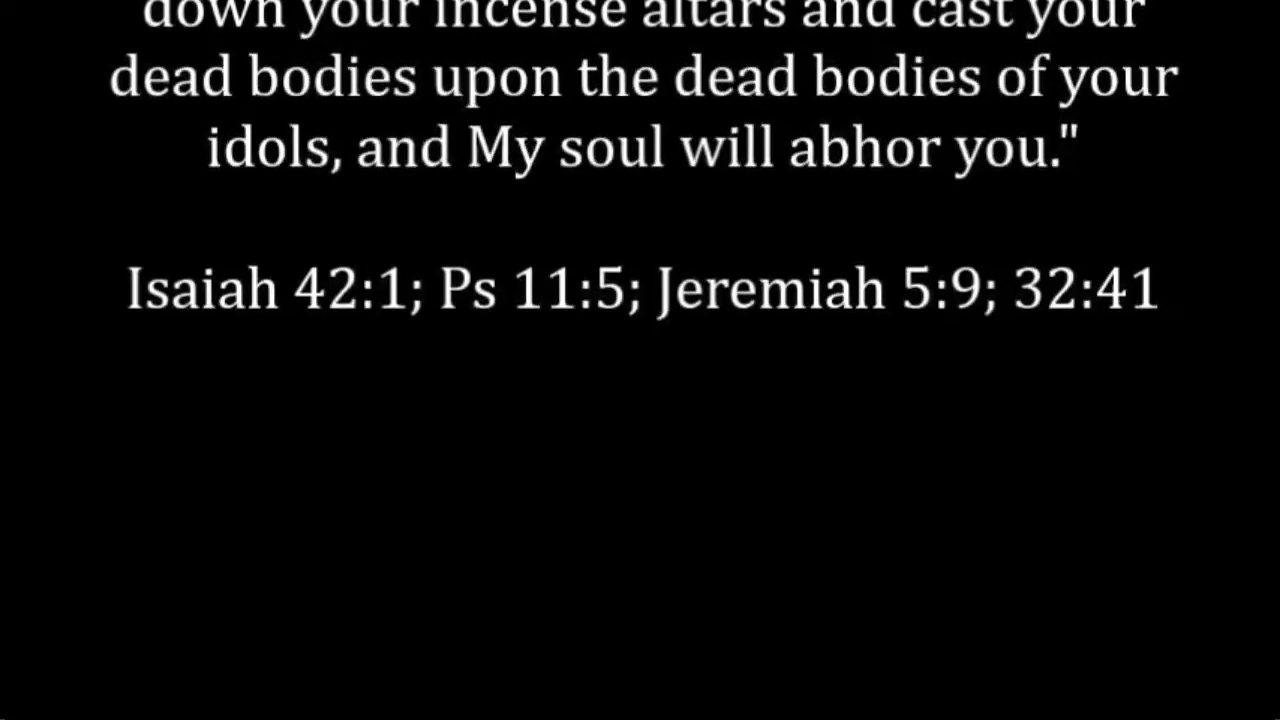 down your incense altars and cast your
dead bodies upon the dead bodies of your
idols, and My soul will abhor you."
Isaiah 42:1; Ps 11:5; Jeremiah 5:9; 32:41